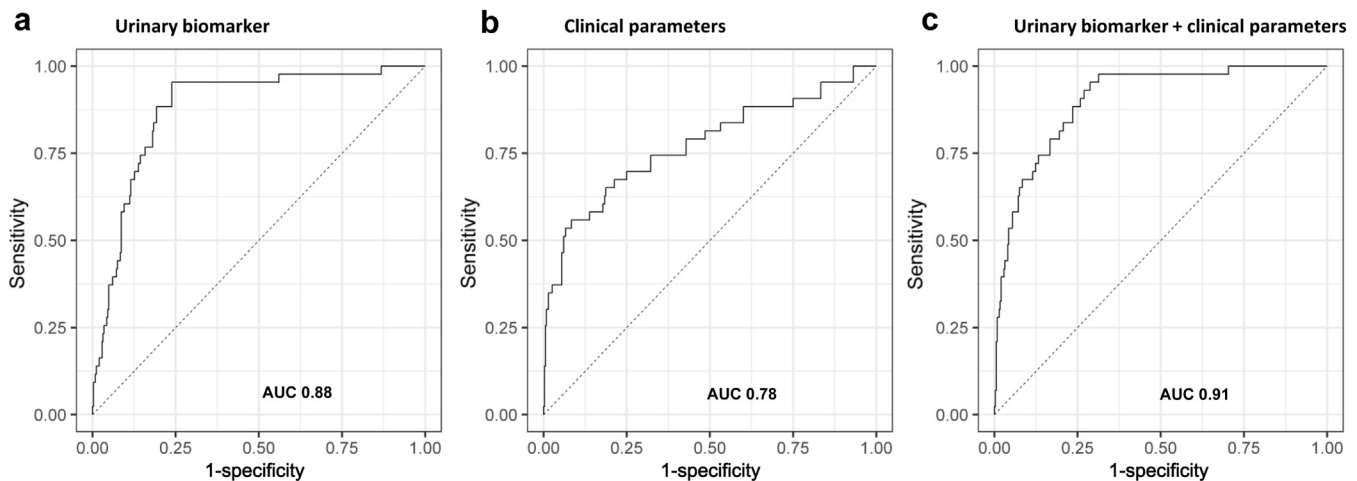 a Urinary biomarker
1.00
0.75
0.50
0.25
0.00
Sensitivity
AUC 0.88
0.00 0.25 0.50 0.75 1.00
1-specificity
b Clinical parameters
1.00
0.75
0.50
0.25
0.00
Sensitivity
AUC 0.78
0.00 0.25 0.50 0.75 1.00
1-specificity
c Urinary biomarker + clinical parameters
1.00
0.75
0.50
0.25
0.00
Sensitivity
AUC 0.91
0.00 0.25 0.50 0.75 1.00
1-specificity